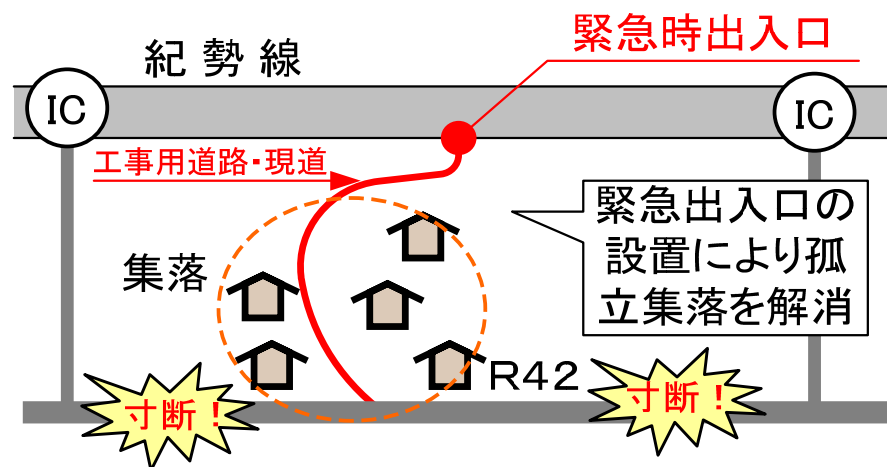 緊急時出入口
紀勢線
IC
IC
工事用道路・現道
緊急出入口の
設置により孤
立集落を解消
集落
R42
寸断！
寸断！